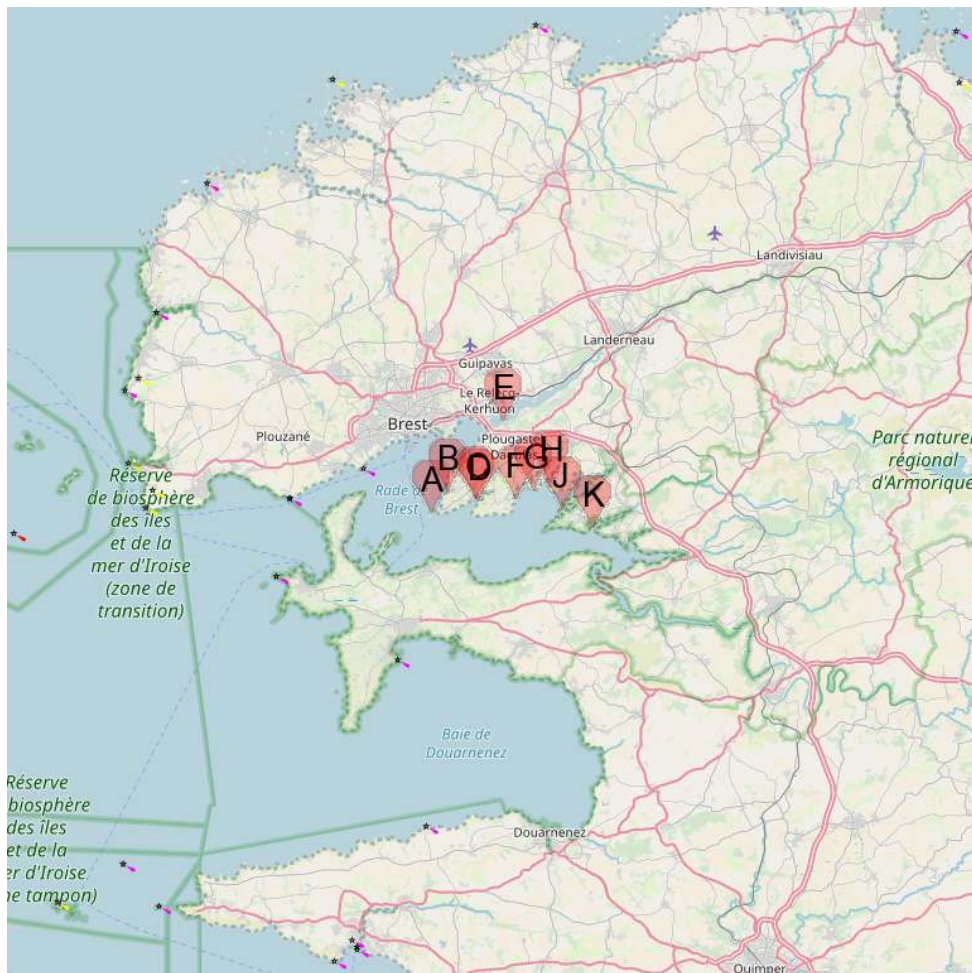 Landivisiau
Landerneau
Guipavas
E
Le Relecq-
Kerhuon
Brest
Plouzané
Plougastel-
A
B
D
F
G
H
J
K
Parc naturel
régional
d'Armorique
Réserve
de biosphère
des îles
et de la
mer d'Iroise
(zone de
transition)
Rade
Brest
Baie de
Douarnenez
Réserve
biosphère
des îles
et de la
er d'Iroise
ne tampon)
Douarnenez
Quimper